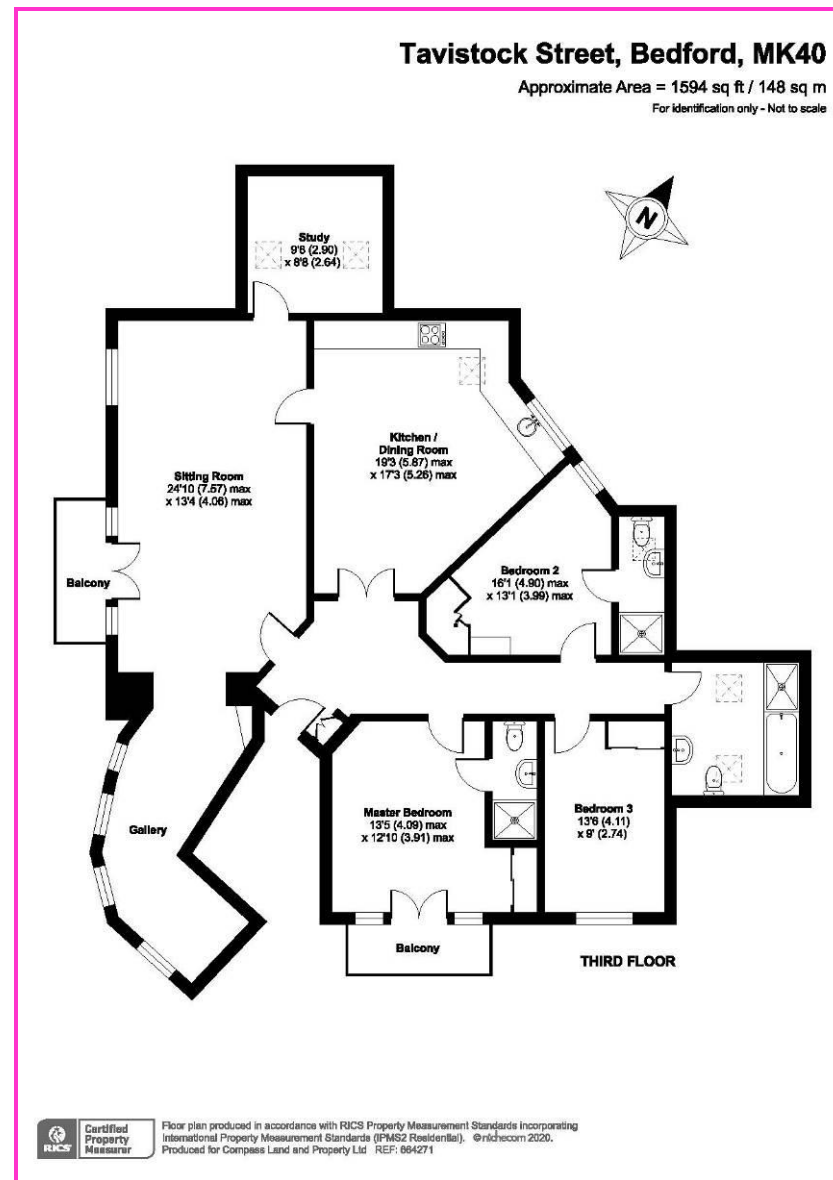 Tavistock Street, Bedford, MK40
Approximate Area = 1594 sq ft / 148 sq m
For identification only - Not to scale
N
Study
9'6 (2.90)
x 8'8 (2.64)
Kitchen /
Dining Room
19'3 (5.87) max
x 17'3 (5.26) max
Sitting Room
24'10 (7.57) max
x 13'4 (4.06) max
Balcony
Bedroom 2
16'1 (4.90) max
x 13'1 (3.99) max
Gallery
Master Bedroom
13'5 (4.09) max
x 12'10 (3.91) max
Bedroom 3
13'6 (4.11)
x 9' (2.74)
Balcony
THIRD FLOOR
RICS
Certified
Property
Measurer
Floor plan produced in accordance with RICS Property Measurement Standards incorporating
International Property Measurement Standards (IPMS2 Residential). ©ntchecom 2020.
Produced for Compass Land and Property Ltd REF: 664271